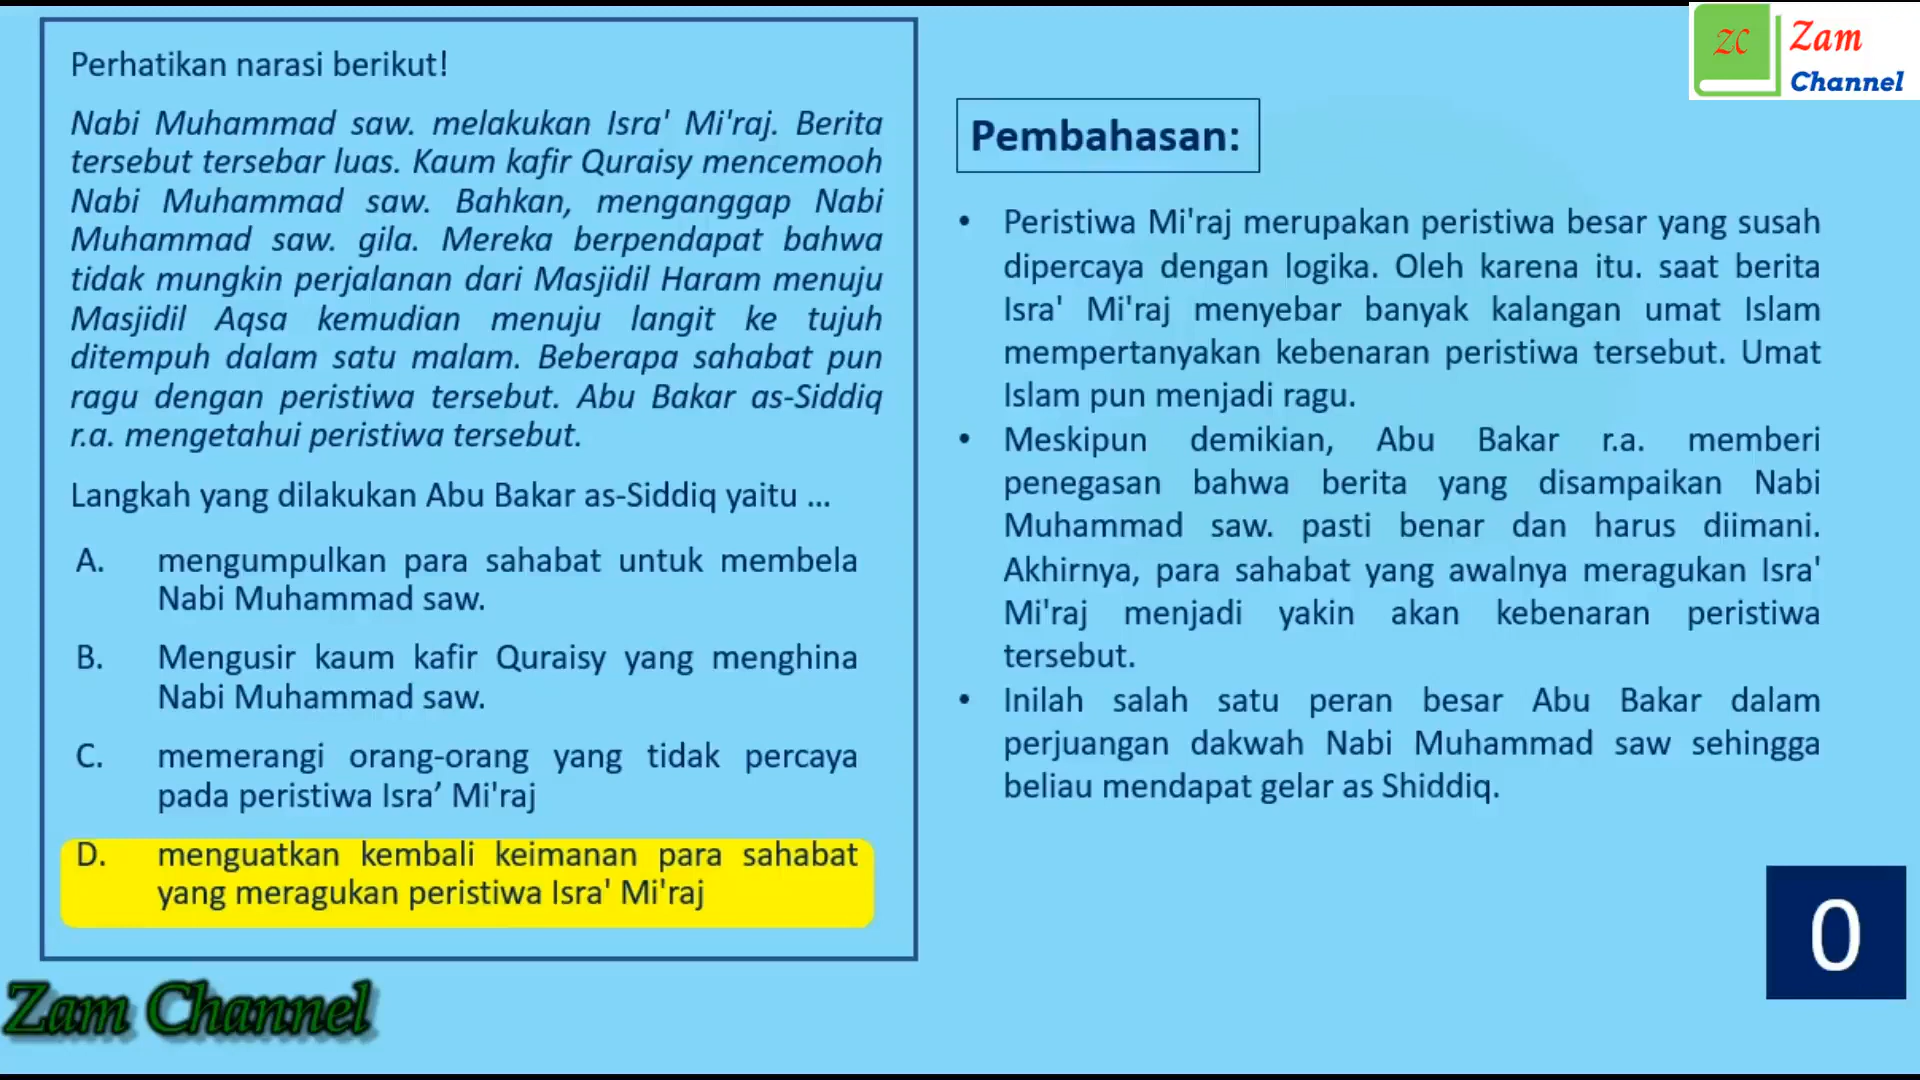 Perhatikan narasi berikut!
Nabi Muhammad saw. melakukan Isra' Mi'raj. Berita
tersebut tersebar luas. Kaum kafir Quraisy mencemooh
Nabi Muhammad saw. Bahkan, menganggap Nabi
Muhammad saw. gila. Mereka berpendapat bahwa
tidak mungkin perjalanan dari Masjidil Haram menuju
Masjidil Aqsa kemudian menuju langit ke tujuh
ditempuh dalam satu malam. Beberapa sahabat pun
ragu dengan peristiwa tersebut. Abu Bakar as-Siddiq
r.a. mengetahui peristiwa tersebut.
Langkah yang dilakukan Abu Bakar as-Siddiq yaitu ...
A. mengumpulkan para sahabat untuk membela
Nabi Muhammad saw.
B. Mengusir kaum kafir Quraisy yang menghina
Nabi Muhammad saw.
C. memerangi orang-orang yang tidak percaya
pada peristiwa Isra’ Mi'raj
D. menguatkan kembali keimanan para sahabat
yang meragukan peristiwa Isra' Mi'raj
Zam Channel
ZC
Zam
Channel
Pembahasan:
• Peristiwa Mi'raj merupakan peristiwa besar yang susah
dipercaya dengan logika. Oleh karena itu. saat berita
Isra' Mi'raj menyebar banyak kalangan umat Islam
mempertanyakan kebenaran peristiwa tersebut. Umat
Islam pun menjadi ragu.
• Meskipun demikian, Abu Bakar r.a. memberi
penegasan bahwa berita yang disampaikan Nabi
Muhammad saw. pasti benar dan harus diimani.
Akhirnya, para sahabat yang awalnya meragukan Isra'
Mi'raj menjadi yakin akan kebenaran peristiwa
tersebut.
• Inilah salah satu peran besar Abu Bakar dalam
perjuangan dakwah Nabi Muhammad saw sehingga
beliau mendapat gelar as Shiddiq.
0